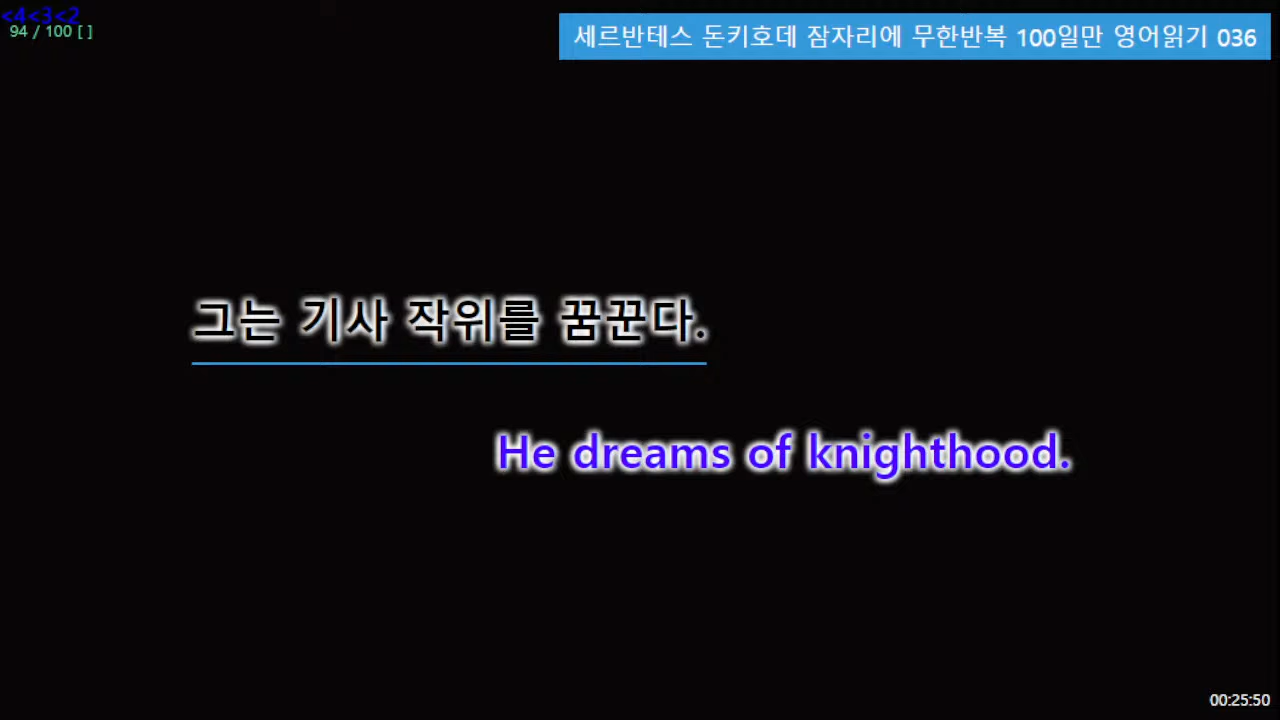 <4<3<2
94 / 100 [ ]
세르반테스 돈키호데 잠자리에 무한반복 100일만 영어읽기 036
그는 기사 작위를 꿈꾼다.
He dreams of knighthood.
00:25:50